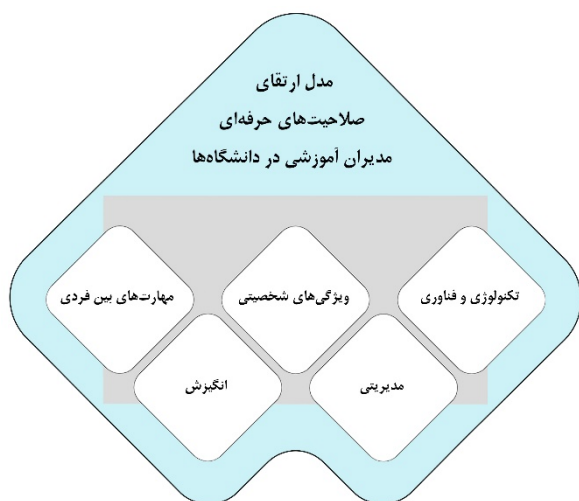 مدل ارتقای
صلاحیت‌های حرفه‌ای
مدیران آموزشی در دانشگاه‌ها
تکنولوژی و فناوری
ویژگی‌های شخصیتی
مهارت‌های بین فردی
مدیریتی
انگیزش